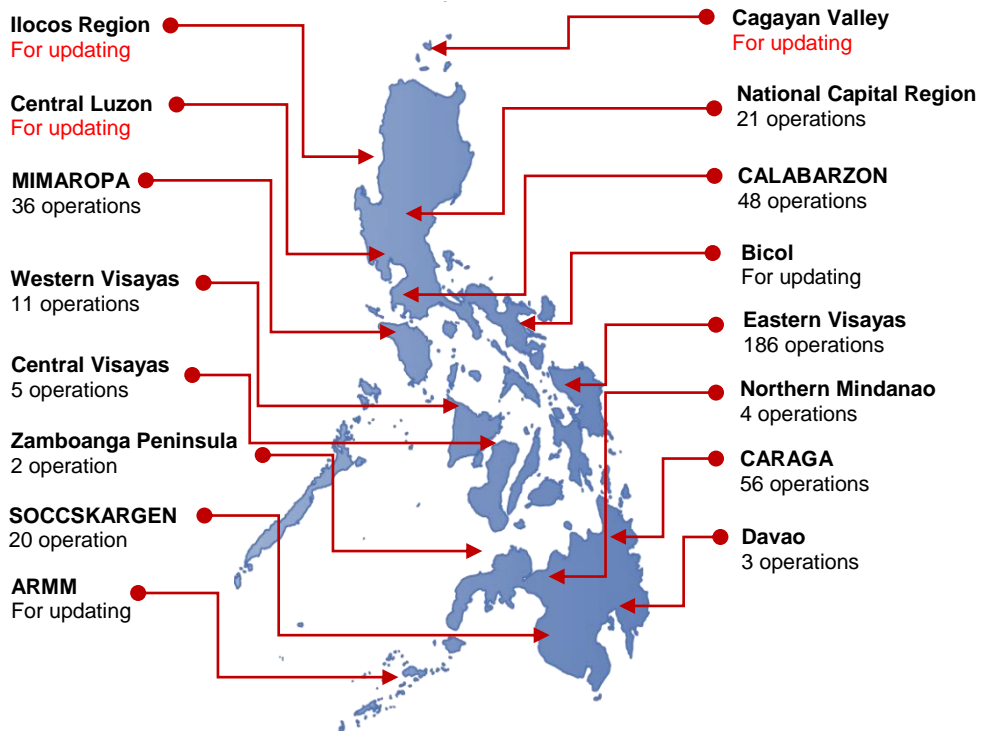 Ilocos Region
For updating
Central Luzon
For updating
MIMAROPA
36 operations
Western Visayas
11 operations
Central Visayas
5 operations
Zamboanga Peninsula
2 operation
SOCCSKARGEN
20 operation
ARMM
For updating
Cagayan Valley
For updating
National Capital Region
21 operations
CALABARZON
48 operations
Bicol
For updating
Eastern Visayas
186 operations
Northern Mindanao
4 operations
CARAGA
56 operations
Davao
3 operations